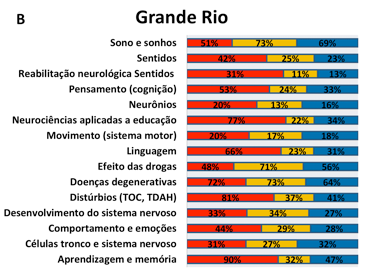 B
Grande Rio
Sono e sonhos 51% 73% 69%
Sentidos 42% 25% 23%
Reabilitação neurológica Sentidos 31% 11% 13%
Pensamento (cognição) 53% 24% 33%
Neurônios 20% 13% 16%
Neurociências aplicadas a educação 77% 22% 34%
Movimento (sistema motor) 20% 17% 18%
Linguagem 66% 23% 31%
Efeito das drogas 48% 71% 56%
Doenças degenerativas 72% 73% 64%
Distúrbios (TOC, TDAH) 81% 37% 41%
Desenvolvimento do sistema nervoso 33% 34% 27%
Comportamento e emoções 44% 29% 28%
Células tronco e sistema nervoso 31% 27% 32%
Aprendizagem e memória 90% 32% 47%